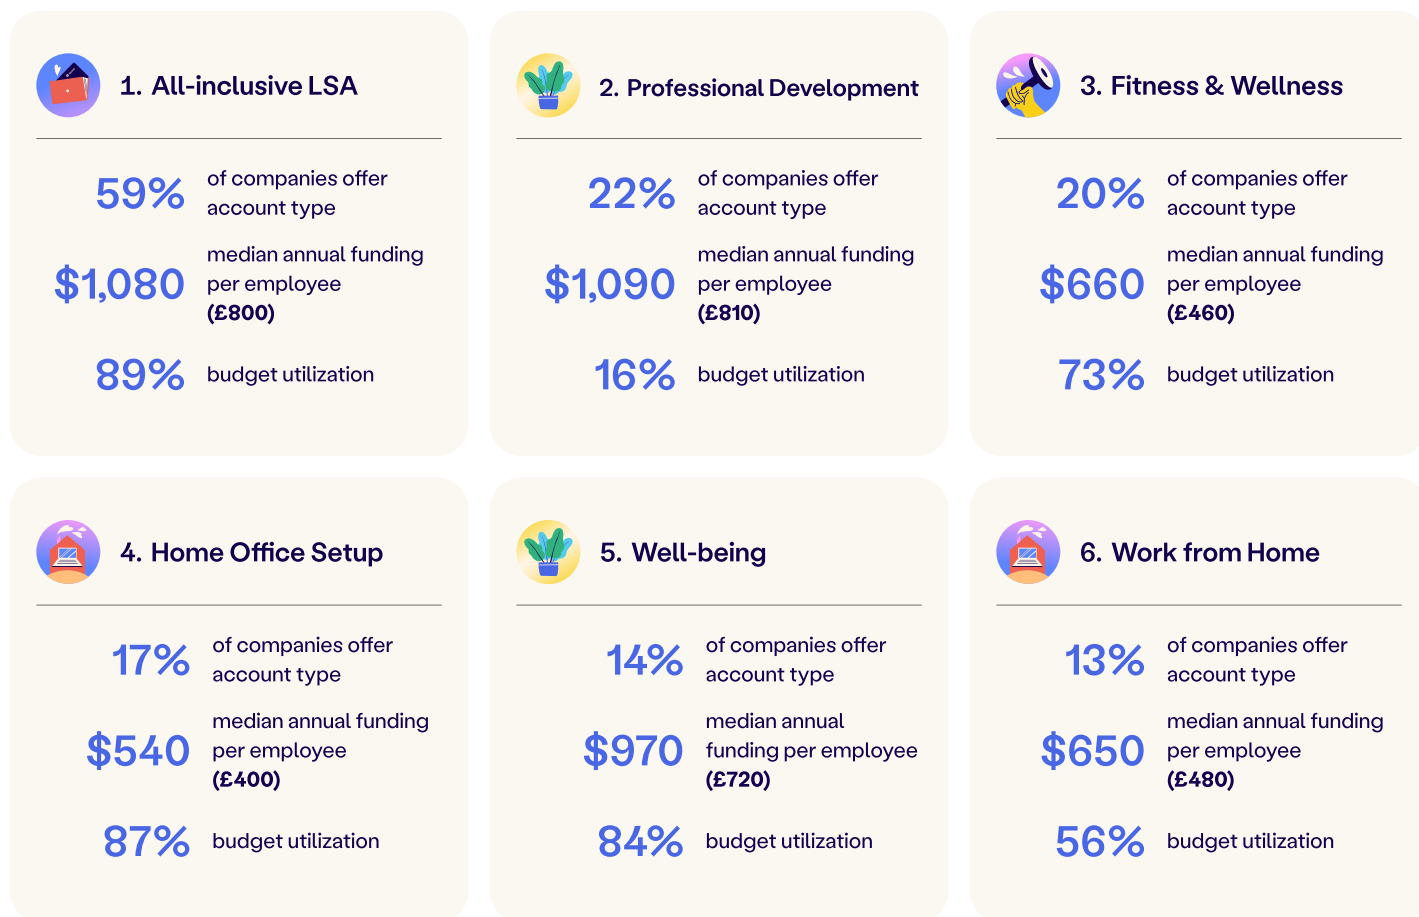 1. All-inclusive LSA
59%
of companies offer
account type
$1,080
median annual funding
per employee
(£800)
89%
budget utilization
2. Professional Development
22%
of companies offer
account type
$1,090
median annual funding
per employee
(£810)
16%
budget utilization
3. Fitness & Wellness
20%
of companies offer
account type
$660
median annual funding
per employee
(£460)
73%
budget utilization
4. Home Office Setup
17%
of companies offer
account type
$540
median annual funding
per employee
(£400)
87%
budget utilization
5. Well-being
14%
of companies offer
account type
$970
median annual
funding per employee
(£720)
84%
budget utilization
6. Work from Home
13%
of companies offer
account type
$650
median annual funding
per employee
(£480)
56%
budget utilization